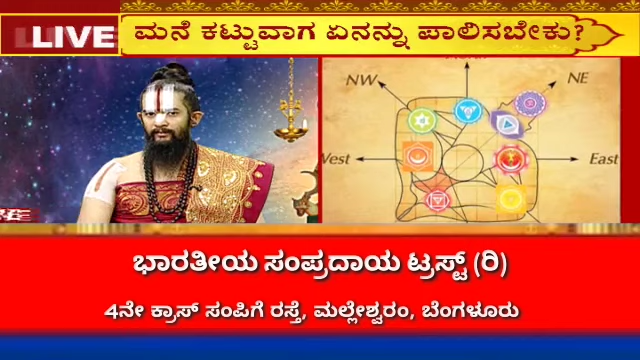 LIVE
ಮನೆ ಕಟ್ಟುವಾಗ ಏನನ್ನು ಪಾಲಿಸಬೇಕು?
NW
NE
West
East
ಭಾರತೀಯ ಸಂಪ್ರದಾಯ ಟ್ರಸ್ಟ್ (ರಿ)
4ನೇ ಕ್ರಾಸ್ ಸಂಪಿಗೆ ರಸ್ತೆ, ಮಲ್ಲೇಶ್ವರಂ, ಬೆಂಗಳೂರು